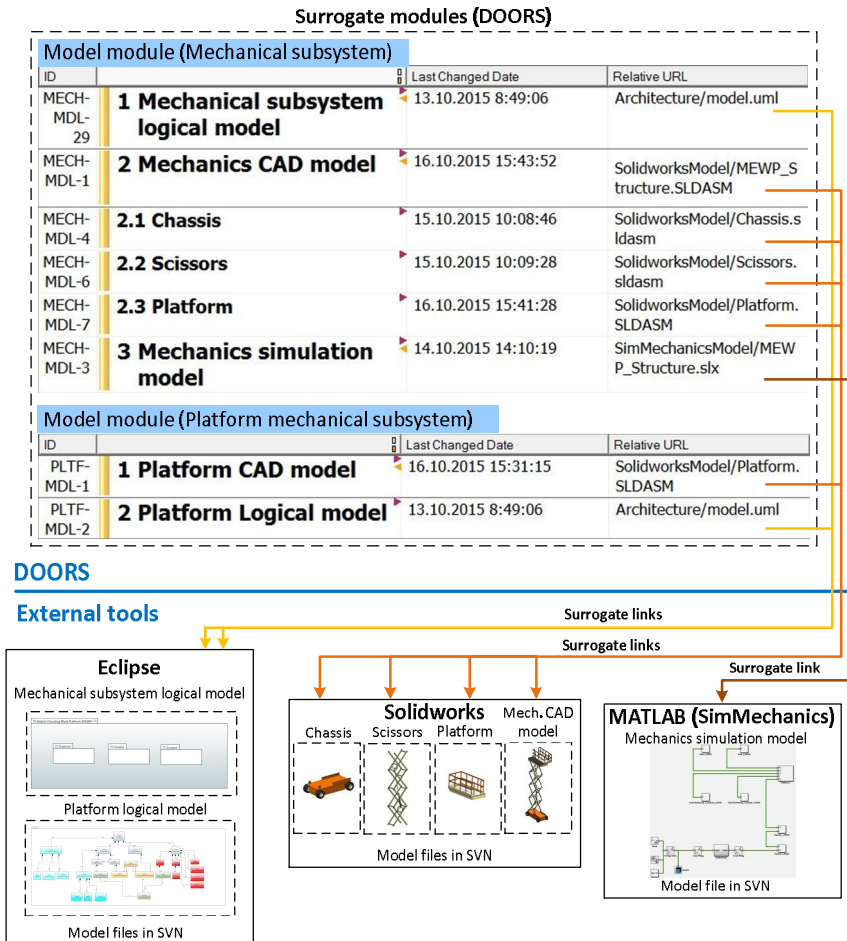 Surrogate modules (DOORS)
Model module (Mechanical subsystem)
ID Last Changed Date Relative URL
MECH-MDL-29 1 Mechanical subsystem logical model 13.10.2015 8:49:06 Architecture/model.uml
MECH-MDL-1 2 Mechanics CAD model 16.10.2015 15:43:52 SolidworksModel/MEWP_Structure.SLDASM
MECH-MDL-4 2.1 Chassis 15.10.2015 10:08:46 SolidworksModel/Chassis.sldasm
MECH-MDL-6 2.2 Scissors 15.10.2015 10:09:28 SolidworksModel/Scissors.sldasm
MECH-MDL-7 2.3 Platform 16.10.2015 15:41:28 SolidworksModel/Platform.SLDASM
MECH-MDL-3 3 Mechanics simulation model 14.10.2015 14:10:19 SimMechanicsModel/MEWP_Structure.slx
Model module (Platform mechanical subsystem)
ID Last Changed Date Relative URL
PLTF-MDL-1 1 Platform CAD model 16.10.2015 15:31:15 SolidworksModel/Platform.SLDASM
PLTF-MDL-2 2 Platform Logical model 13.10.2015 8:49:06 Architecture/model.uml
DOORS
External tools
Surrogate links
Surrogate links
Surrogate link
Eclipse
Mechanical subsystem logical model
Platform logical model
Model files in SVN
Solidworks
Chassis
Scissors
Platform
Mech. CAD
model
Model files in SVN
MATLAB (SimMechanics)
Mechanics simulation model
Model file in SVN